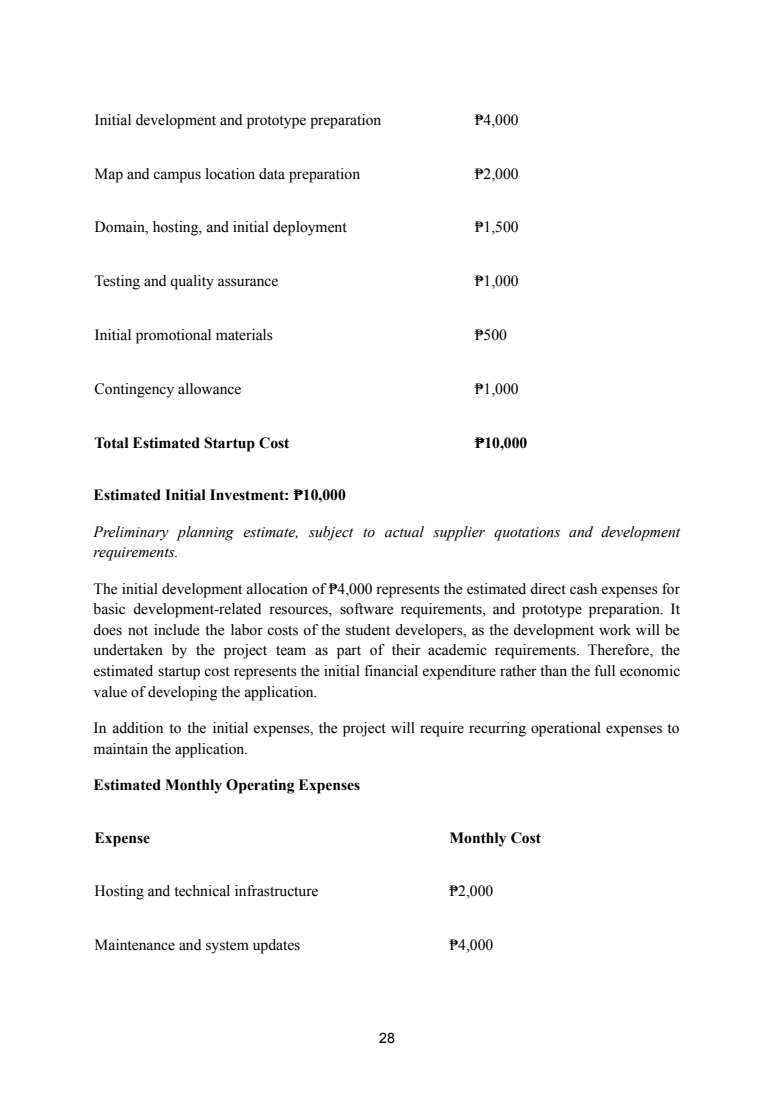 Initial development and prototype preparation ₱4,000
Map and campus location data preparation ₱2,000
Domain, hosting, and initial deployment ₱1,500
Testing and quality assurance ₱1,000
Initial promotional materials ₱500
Contingency allowance ₱1,000
Total Estimated Startup Cost ₱10,000
Estimated Initial Investment: ₱10,000
Preliminary planning estimate, subject to actual supplier quotations and development
requirements.
The initial development allocation of ₱4,000 represents the estimated direct cash expenses for
basic development-related resources, software requirements, and prototype preparation. It
does not include the labor costs of the student developers, as the development work will be
undertaken by the project team as part of their academic requirements. Therefore, the
estimated startup cost represents the initial financial expenditure rather than the full economic
value of developing the application.
In addition to the initial expenses, the project will require recurring operational expenses to
maintain the application.
Estimated Monthly Operating Expenses
Expense Monthly Cost
Hosting and technical infrastructure ₱2,000
Maintenance and system updates ₱4,000
28